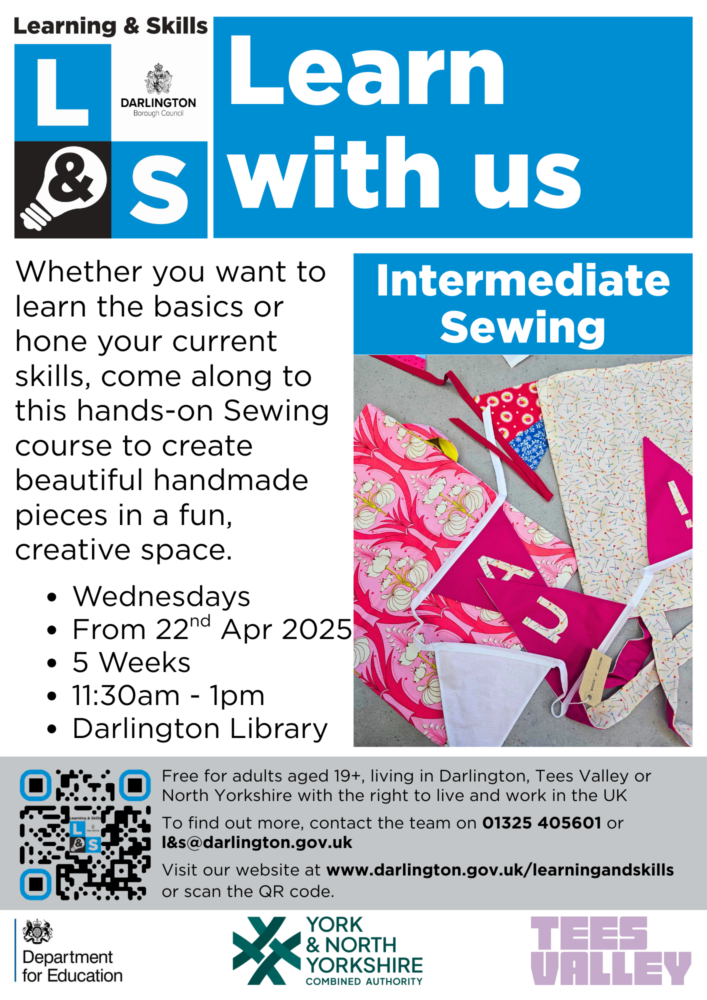 Learning & Skills
L
DARLINGTON
Borough Council
&
S
Learn
with us
Whether you want to
learn the basics or
hone your current
skills, come along to
this hands-on Sewing
course to create
beautiful handmade
pieces in a fun,
creative space.
• Wednesdays
• From 22nd Apr 2025
• 5 Weeks
• 11:30am - 1pm
• Darlington Library
Intermediate
Sewing
!
A
U
Learning & Skills
L
DARLINGTON
&
S
Free for adults aged 19+, living in Darlington, Tees Valley or
North Yorkshire with the right to live and work in the UK
To find out more, contact the team on 01325 405601 or
l&s@darlington.gov.uk
Visit our website at www.darlington.gov.uk/learningandskills
or scan the QR code.
Department
for Education
YORK
& NORTH
YORKSHIRE
COMBINED AUTHORITY
TEES
VALLEY